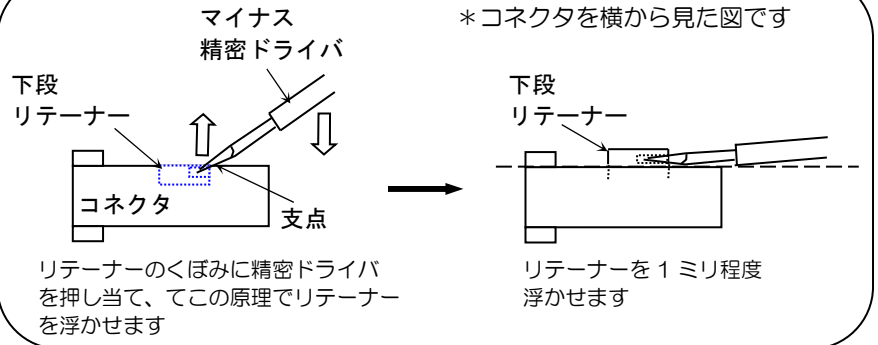 ＊コネクタを横から見た図です
マイナス
精密ドライバ
下段
リテーナー
コネクタ
支点
リテーナーのくぼみに精密ドライバ
を押し当て、てこの原理でリテーナー
を浮かせます
下段
リテーナー
リテーナーを 1 ミリ程度
浮かせます